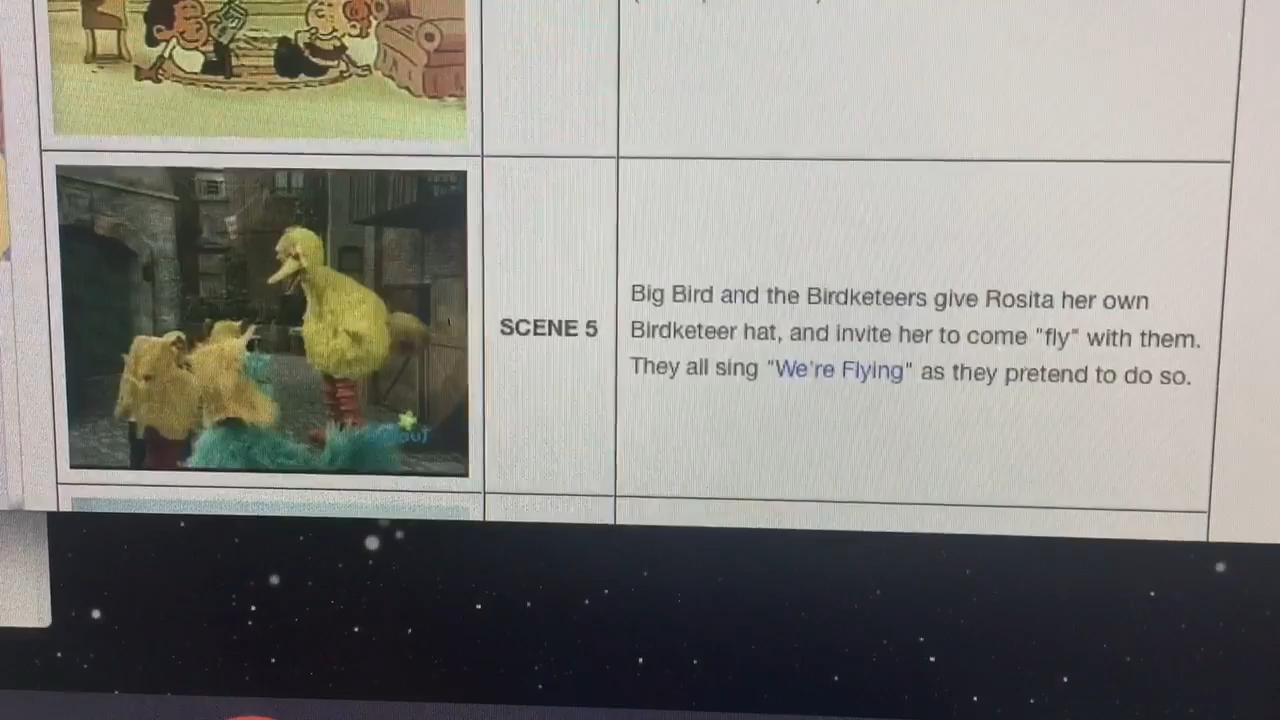 SCENE 5
Big Bird and the Birdketeers give Rosita her own
Birdketeer hat, and invite her to come "fly" with them.
They all sing "We're Flying" as they pretend to do so.